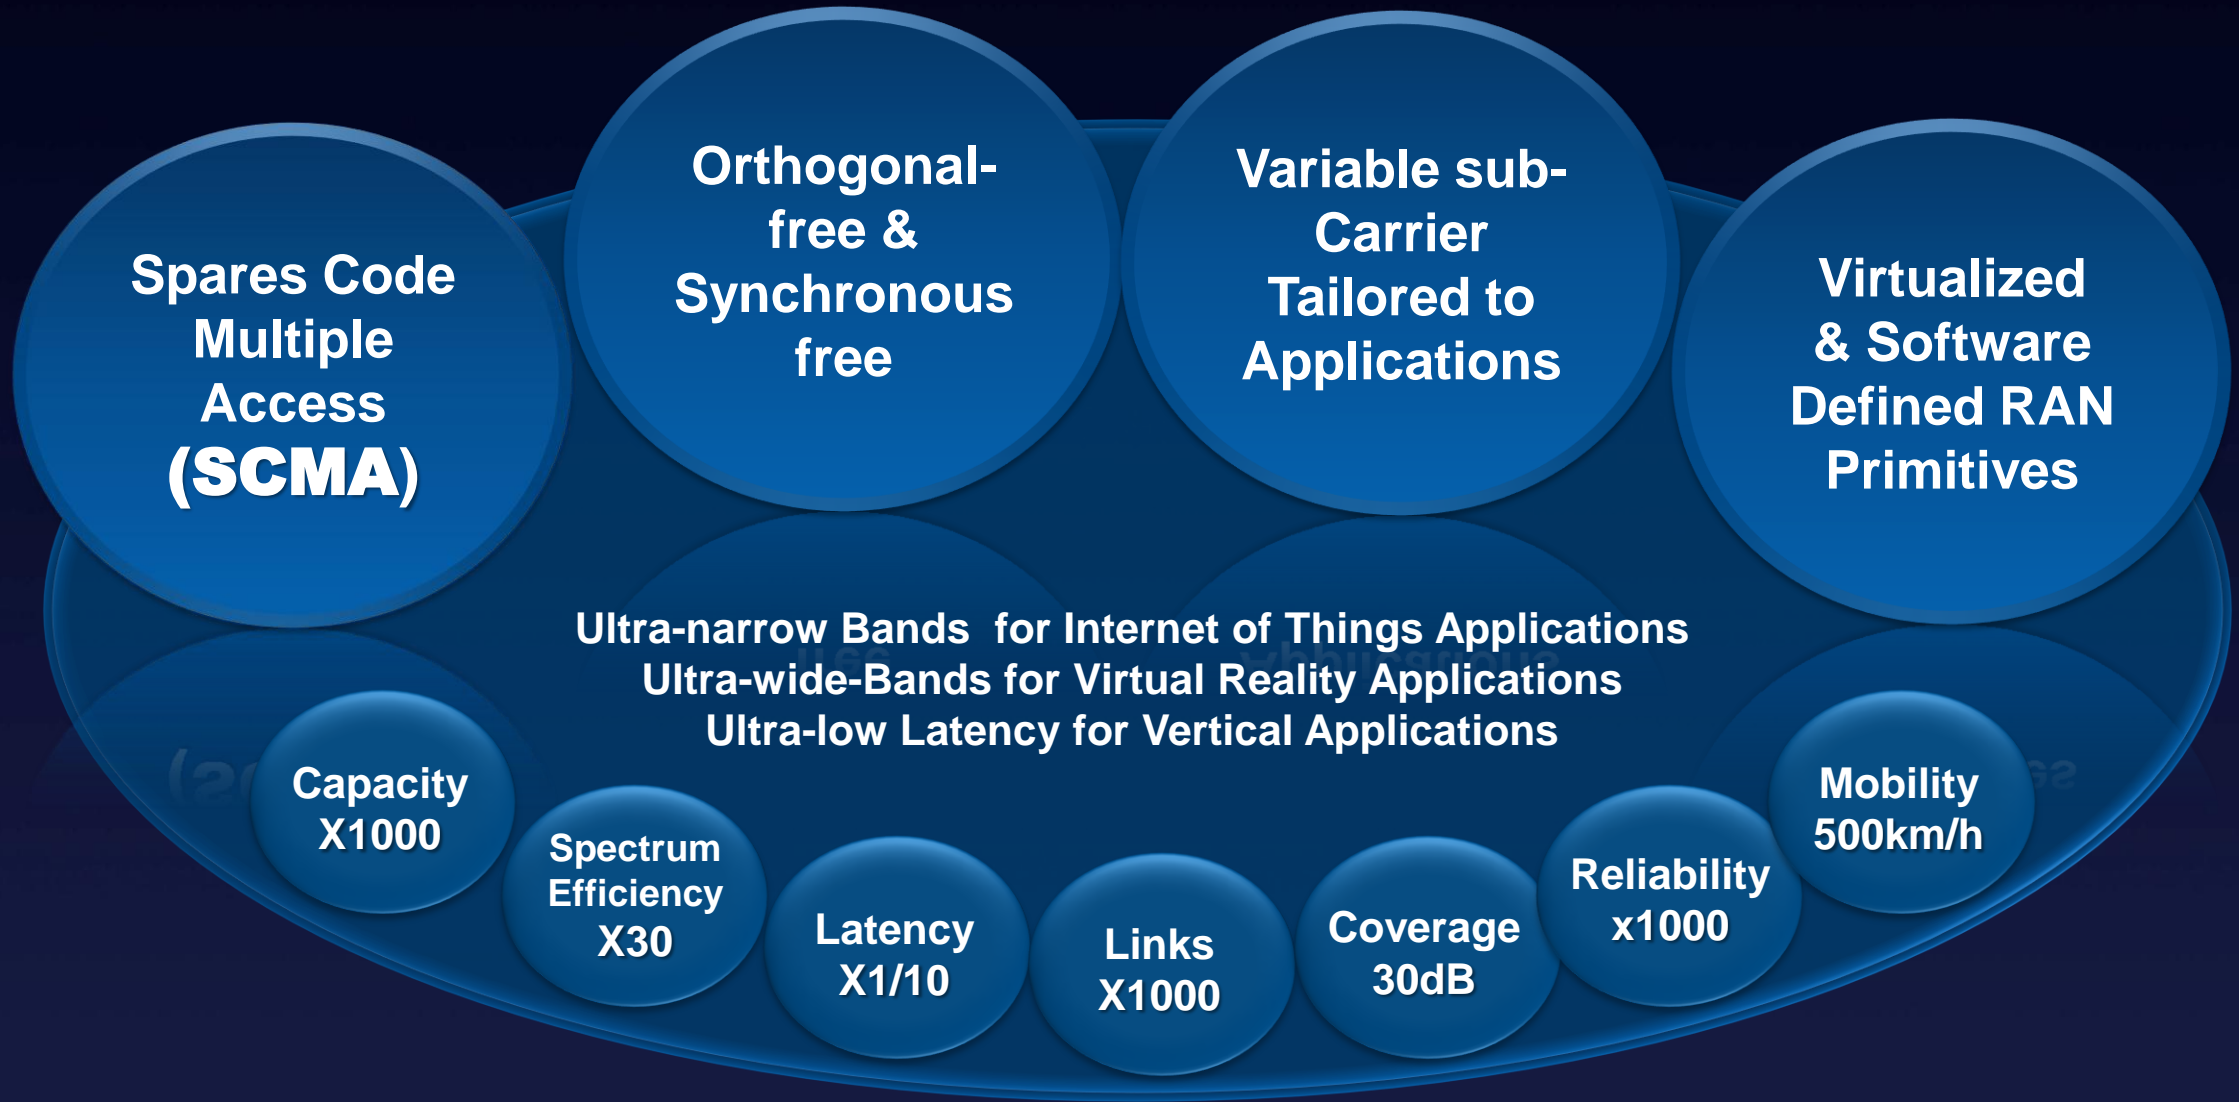 Spares Code
Multiple
Access
(SCMA)
Orthogonal-
free &
Synchronous
free
Variable sub-
Carrier
Tailored to
Applications
Virtualized
& Software
Defined RAN
Primitives
Ultra-narrow Bands for Internet of Things Applications
Ultra-wide-Bands for Virtual Reality Applications
Ultra-low Latency for Vertical Applications
Capacity
X1000
Spectrum
Efficiency
X30
Latency
X1/10
Links
X1000
Coverage
30dB
Reliability
x1000
Mobility
500km/h